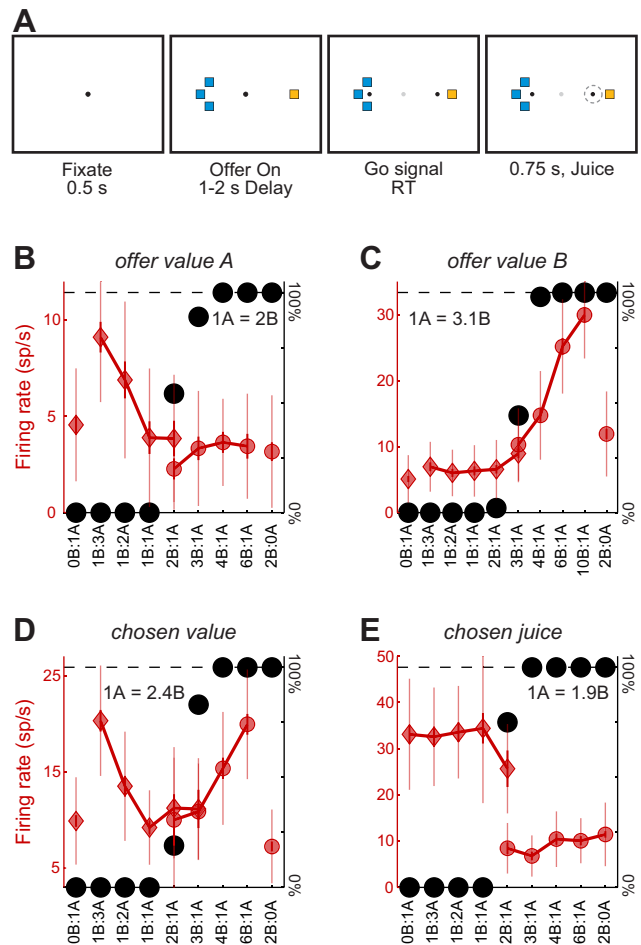 A
Fixate
0.5 s
Offer On
1-2 s Delay
Go signal
RT
0.75 s, Juice
B
offer value A
Firing rate (sp/s)
10
5
0
1A = 2B
100%
0%
0B:1A
1B:3A
1B:2A
1B:1A
2B:1A
3B:1A
4B:1A
6B:1A
2B:0A
C
offer value B
30
20
10
0
1A = 3.1B
100%
0%
0B:1A
1B:3A
1B:2A
1B:1A
2B:1A
3B:1A
4B:1A
6B:1A
10B:1A
2B:0A
D
chosen value
Firing rate (sp/s)
25
15
5
1A = 2.4B
100%
0%
0B:1A
1B:3A
1B:2A
1B:1A
2B:1A
3B:1A
4B:1A
6B:1A
2B:0A
E
chosen juice
50
40
30
20
10
0
1A = 1.9B
100%
0%
0B:1A
1B:3A
1B:2A
1B:1A
2B:1A
3B:1A
4B:1A
6B:1A
2B:0A